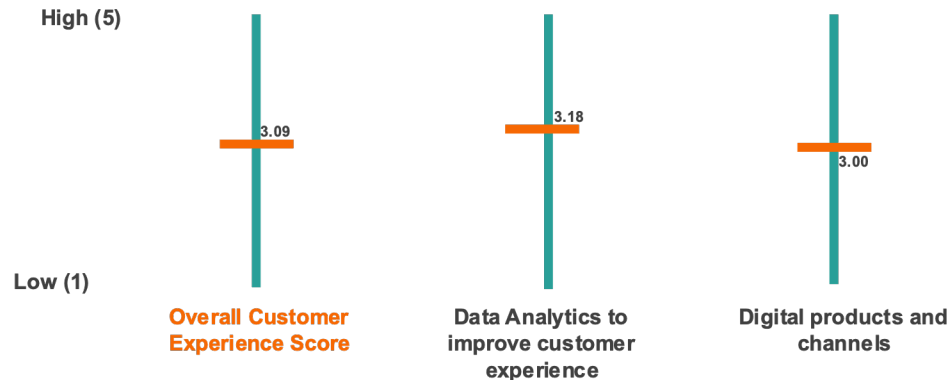 High (5)
3.09
3.18
3.00
Low (1)
Overall Customer
Experience Score
Data Analytics to
improve customer
experience
Digital products and
channels